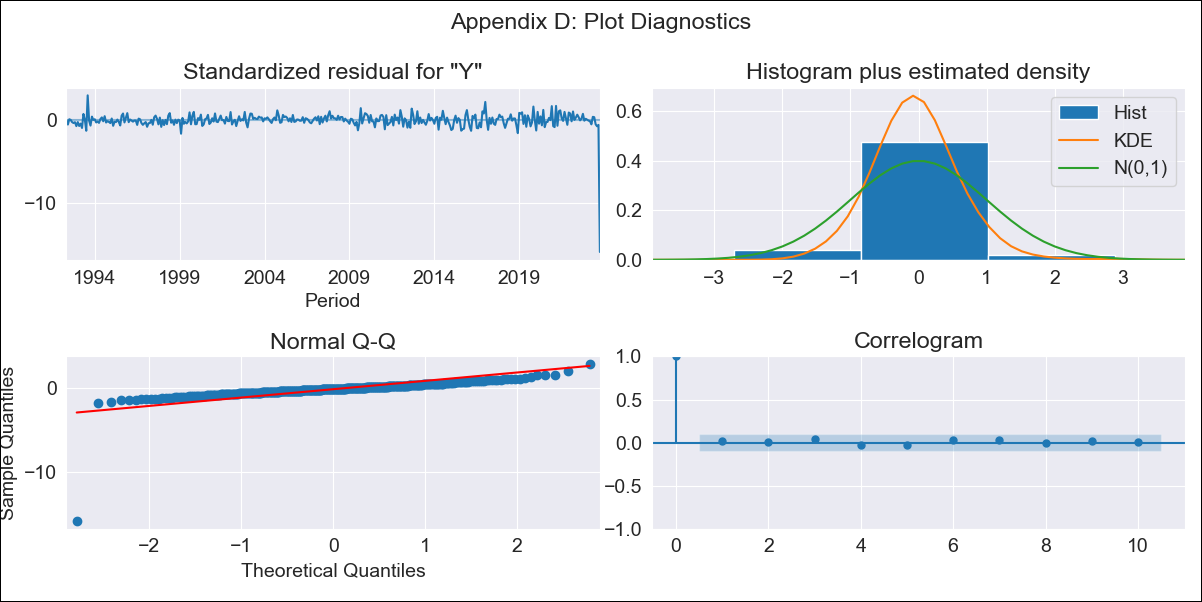 Appendix D: Plot Diagnostics
Standardized residual for "Y"
0
−10
1994 1999 2004 2009 2014 2019
Period
Histogram plus estimated density
0.6
0.4
0.2
0.0
Hist
KDE
N(0,1)
−3 −2 −1 0 1 2 3
Normal Q-Q
Sample Quantiles
0
−10
−2 −1 0 1 2
Theoretical Quantiles
Correlogram
1.0
0.5
0.0
−0.5
−1.0
0 2 4 6 8 10